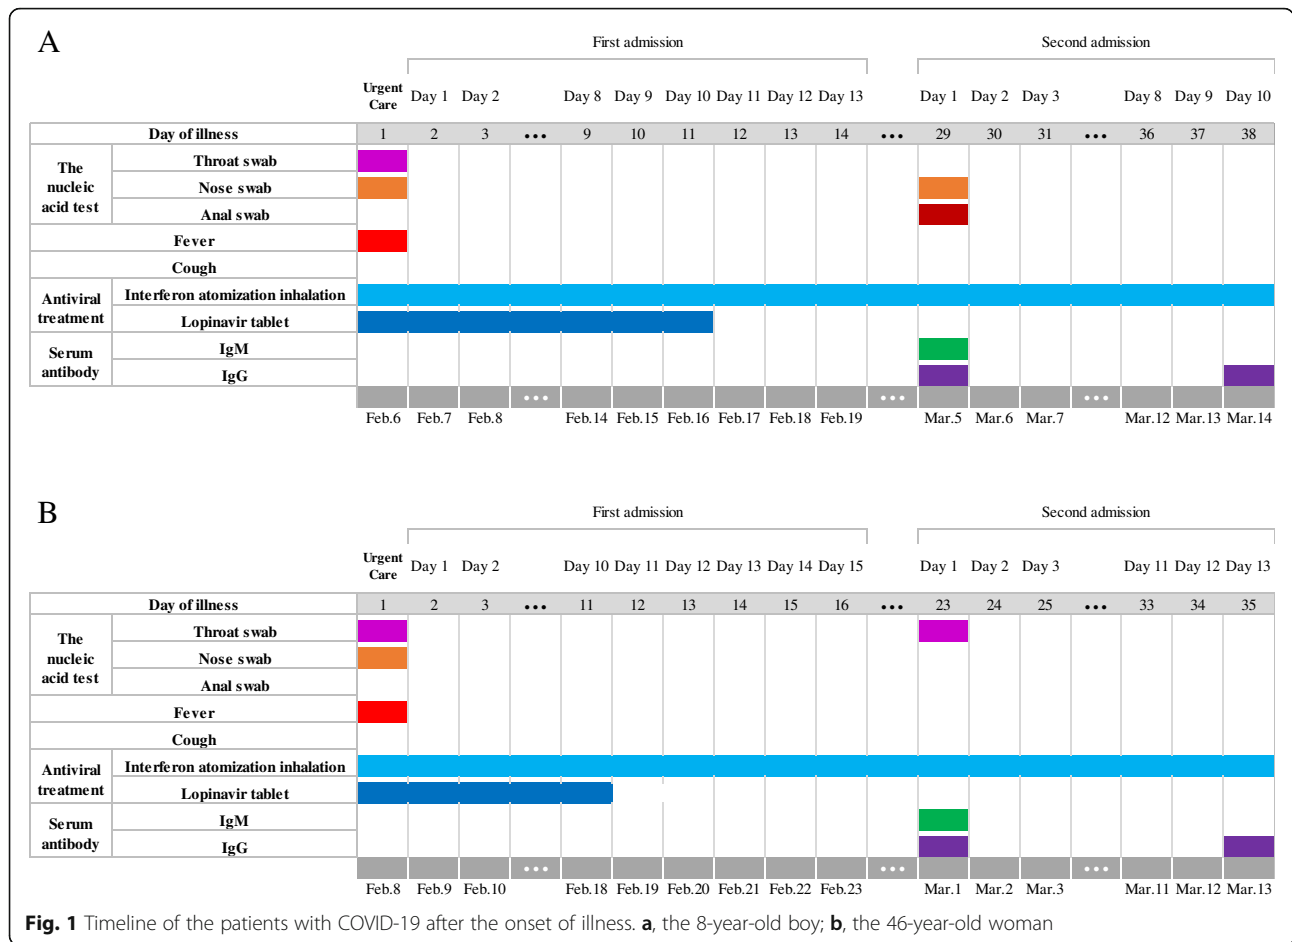 A
First admission Second admission
Urgent Care Day 1 Day 2 Day 8 Day 9 Day 10 Day 11 Day 12 Day 13 Day 1 Day 2 Day 3 Day 8 Day 9 Day 10
Day of illness 1 2 3 ••• 9 10 11 12 13 14 ••• 29 30 31 ••• 36 37 38
The nucleic acid test
Throat swab
Nose swab
Anal swab
Fever
Cough
Antiviral treatment
Interferon atomization inhalation
Lopinavir tablet
Serum antibody
IgM
IgG
••• ••• •••
Feb.6 Feb.7 Feb.8 Feb.14 Feb.15 Feb.16 Feb.17 Feb.18 Feb.19 Mar.5 Mar.6 Mar.7 Mar.12 Mar.13 Mar.14
B
First admission Second admission
Urgent Care Day 1 Day 2 Day 10 Day 11 Day 12 Day 13 Day 14 Day 15 Day 1 Day 2 Day 3 Day 11 Day 12 Day 13
Day of illness 1 2 3 ••• 11 12 13 14 15 16 ••• 23 24 25 ••• 33 34 35
The nucleic acid test
Throat swab
Nose swab
Anal swab
Fever
Cough
Antiviral treatment
Interferon atomization inhalation
Lopinavir tablet
Serum antibody
IgM
IgG
••• ••• •••
Feb.8 Feb.9 Feb.10 Feb.18 Feb.19 Feb.20 Feb.21 Feb.22 Feb.23 Mar.1 Mar.2 Mar.3 Mar.11 Mar.12 Mar.13
Fig. 1 Timeline of the patients with COVID-19 after the onset of illness. a, the 8-year-old boy; b, the 46-year-old woman